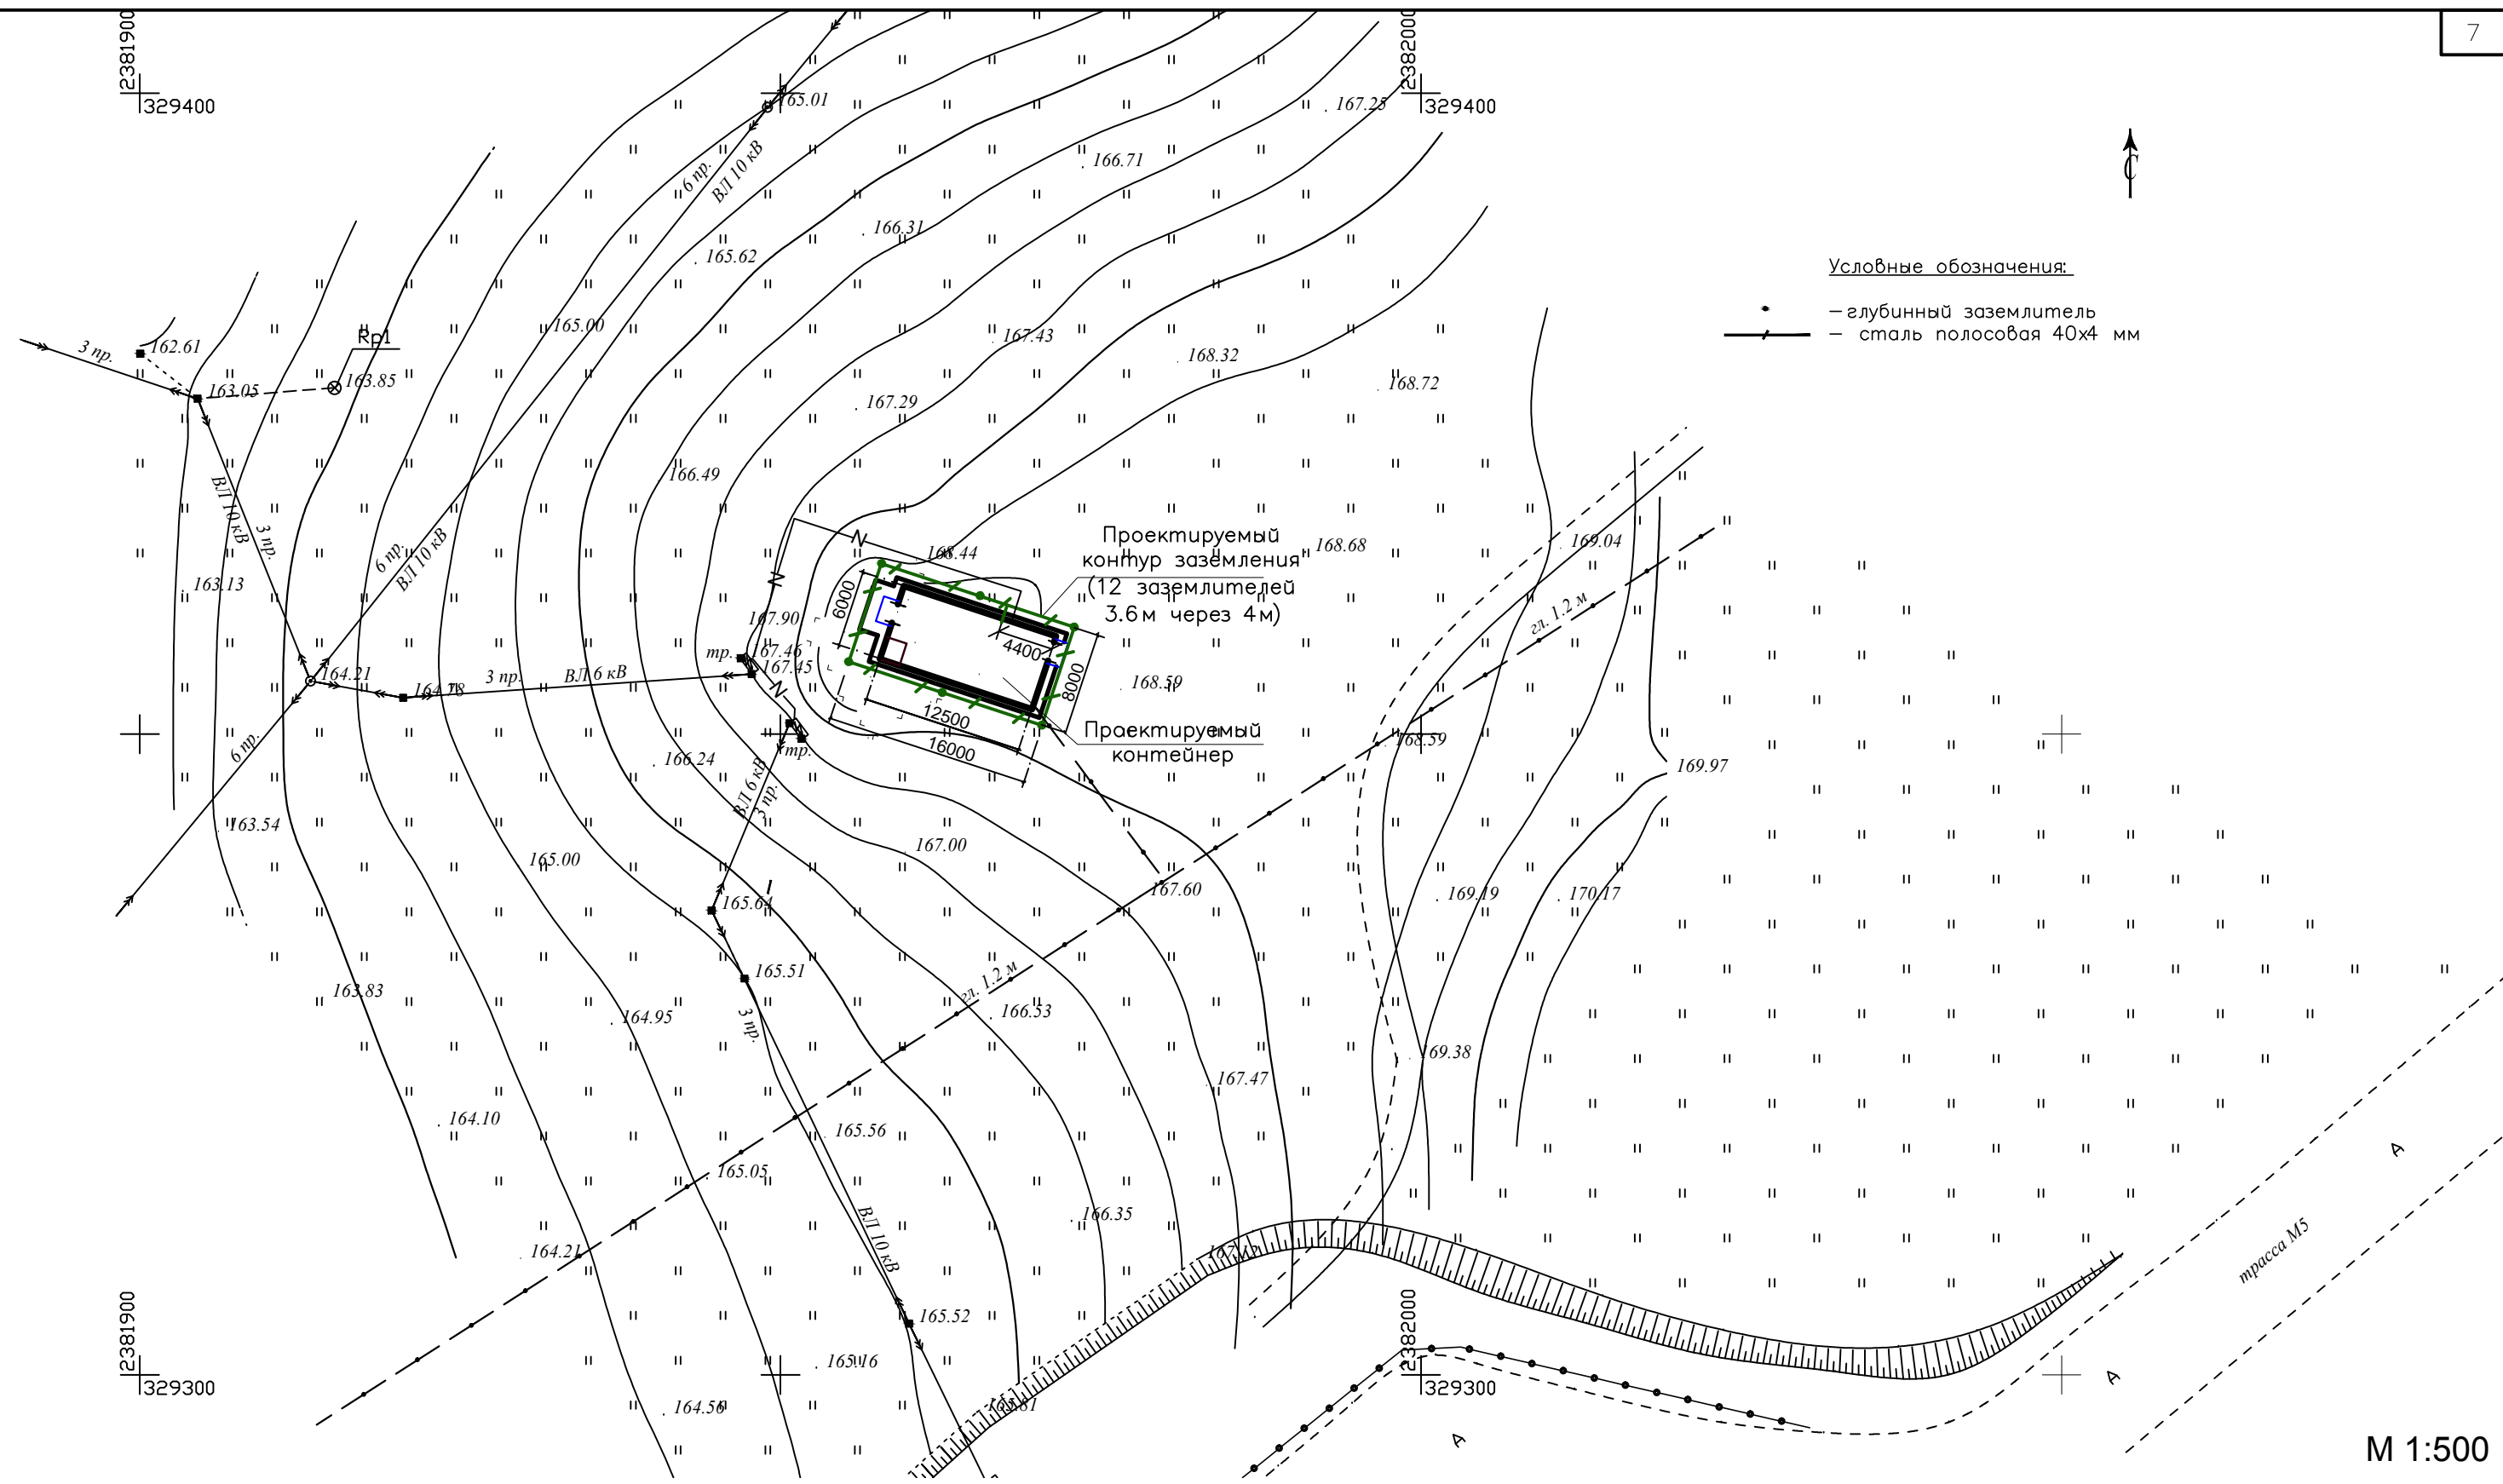 2381900
2382000
7
329400
329400
165.01
167.25
6 пр.
ВЛ 10 кВ
166.71
С
166.31
165.62
Условные обозначения:
–глубинный заземлитель
– сталь полосовая 40х4 мм
165.00
Rp1
3 пр.
162.61
167.43
168.32
163.05
163.85
168.72
167.29
166.49
ВЛ 10 кВ
3 пр.
6 пр.
ВЛ 10 кВ
N
168.44
Проектируемый
контур заземления
(12 заземлителей
3.6м через 4м)
168.68
169.04
N
163.13
6000
167.90
гл. 1.2 м
тр.
167.46
167.45
4400
164.21
164.78
3 пр.
ВЛ 6 кВ
N
8000
168.59
12500
16000
Проектируемый
контейнер
168.59
6 пр.
тр.
166.24
169.97
ВЛ 6 кВ
3 пр.
163.54
165.00
167.00
167.60
169.19
170.17
165.64
165.51
гл. 1.2 м
163.83
164.95
3 пр.
166.53
169.38
167.47
164.10
165.56
165.05
166.35
ВЛ 10 кВ
164.21
А
трасса М5
165.52
2381900
2382000
165.16
329300
329300
А
164.56
165.81
А
М 1:500